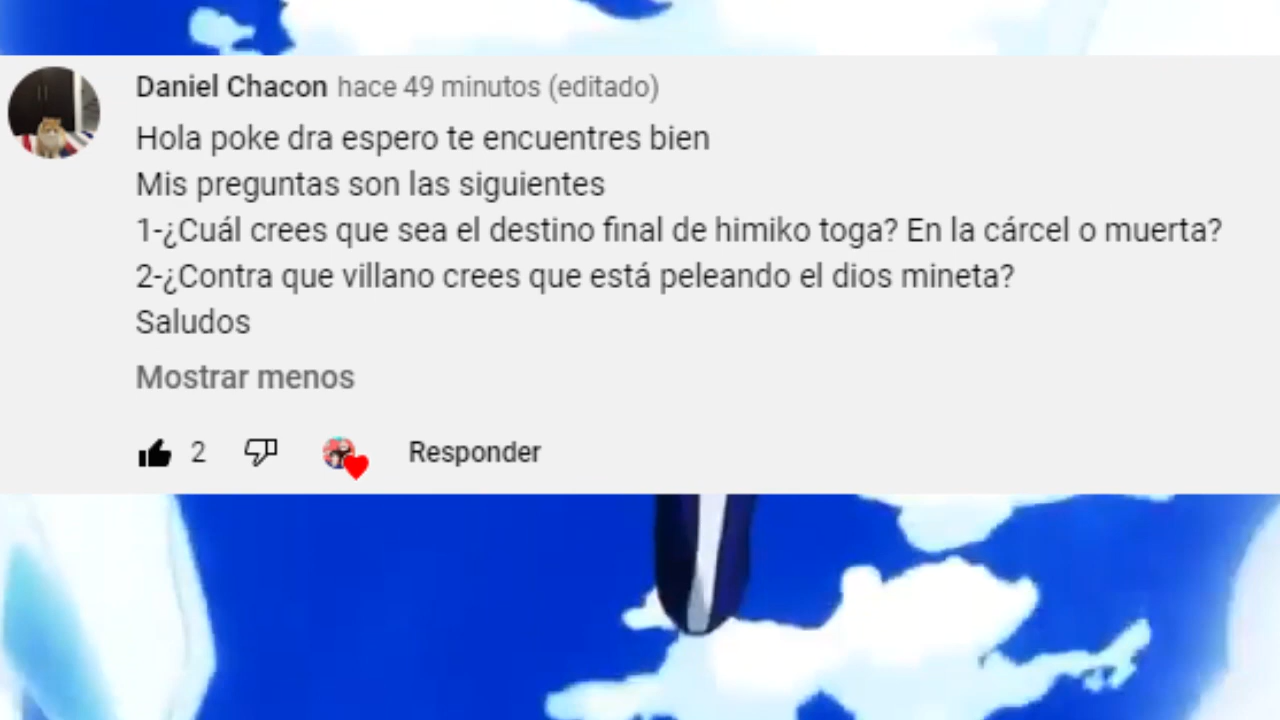 Daniel Chacon hace 49 minutos (editado)
Hola poke dra espero te encuentres bien
Mis preguntas son las siguientes
1-¿Cuál crees que sea el destino final de himiko toga? En la cárcel o muerta?
2-¿Contra que villano crees que está peleando el dios mineta?
Saludos
Mostrar menos
2 Responder